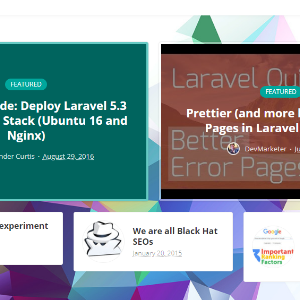 FEATURED
de: Deploy Laravel 5.3
Stack (Ubuntu 16 and
Nginx)
nder Curtis - August 29, 2016
Laravel Qu
FEATURED
Prettier (and more
Pages in Laravel
DevMarketer
Better
Error Pages
experiment
We are all Black Hat
SEOs
January 20, 2015
Google
Important
Ranking
Factors